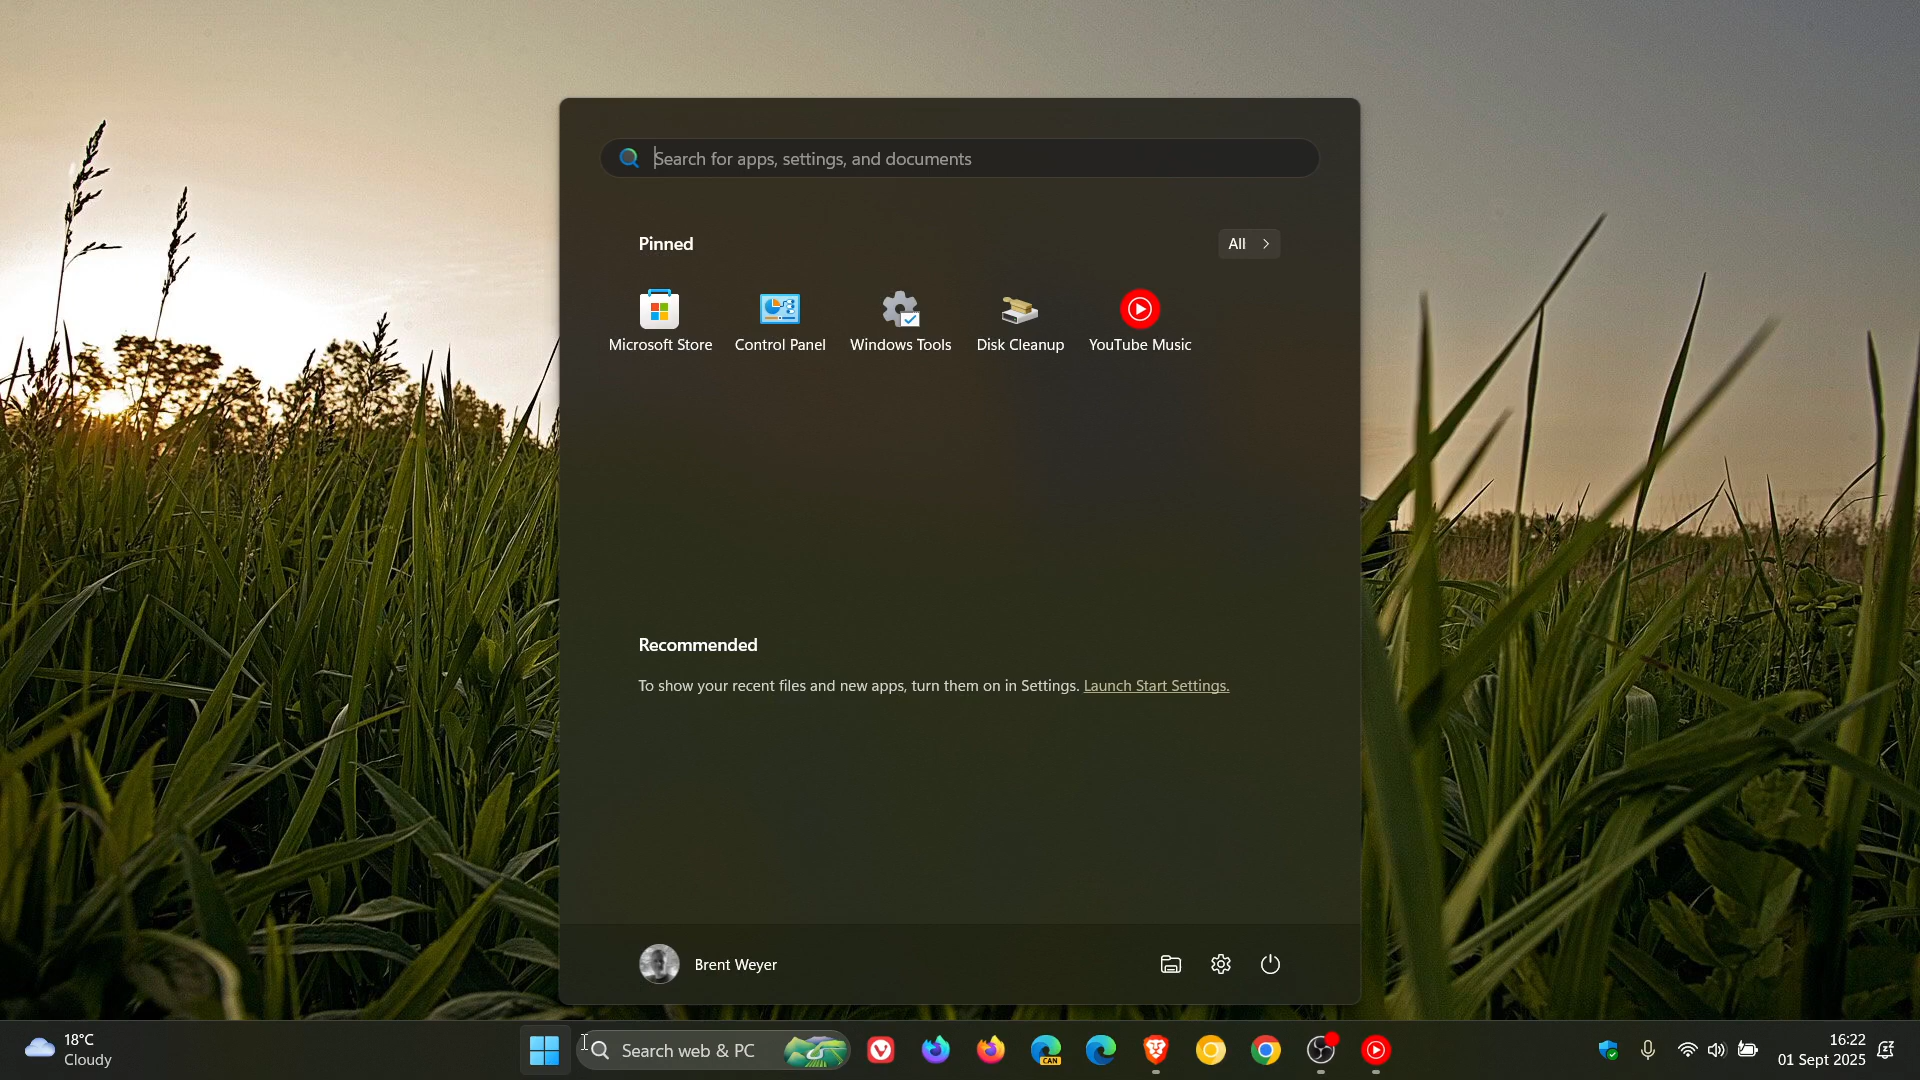 Search for apps, settings, and documents
Pinned
All
Microsoft Store
Control Panel
Windows Tools
Disk Cleanup
YouTube Music
Recommended
To show your recent files and new apps, turn them on in Settings. Launch Start Settings.
Brent Weyer
18°C
Cloudy
Search web & PC
CAN
16:22
01 Sept 2025